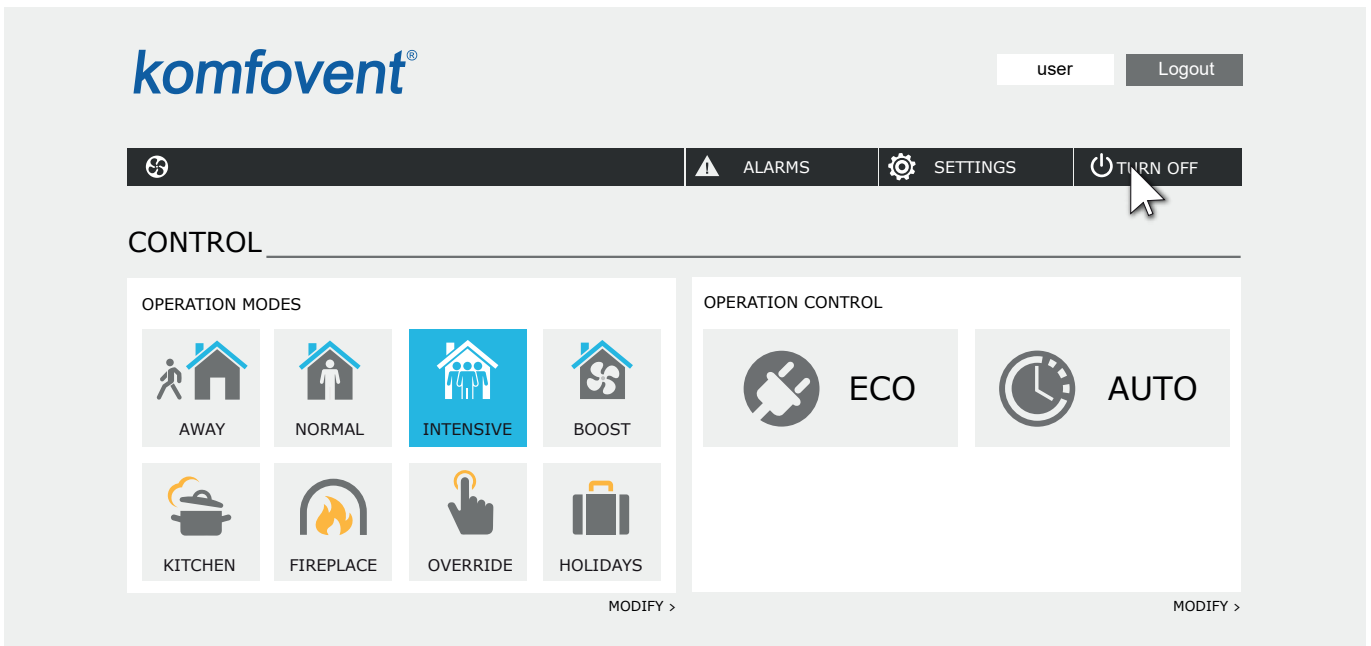 komfovent®
user Logout
ALARMS SETTINGS TURN OFF
CONTROL
OPERATION MODES
AWAY NORMAL INTENSIVE BOOST
KITCHEN FIREPLACE OVERRIDE HOLIDAYS
MODIFY >
OPERATION CONTROL
ECO AUTO
MODIFY >